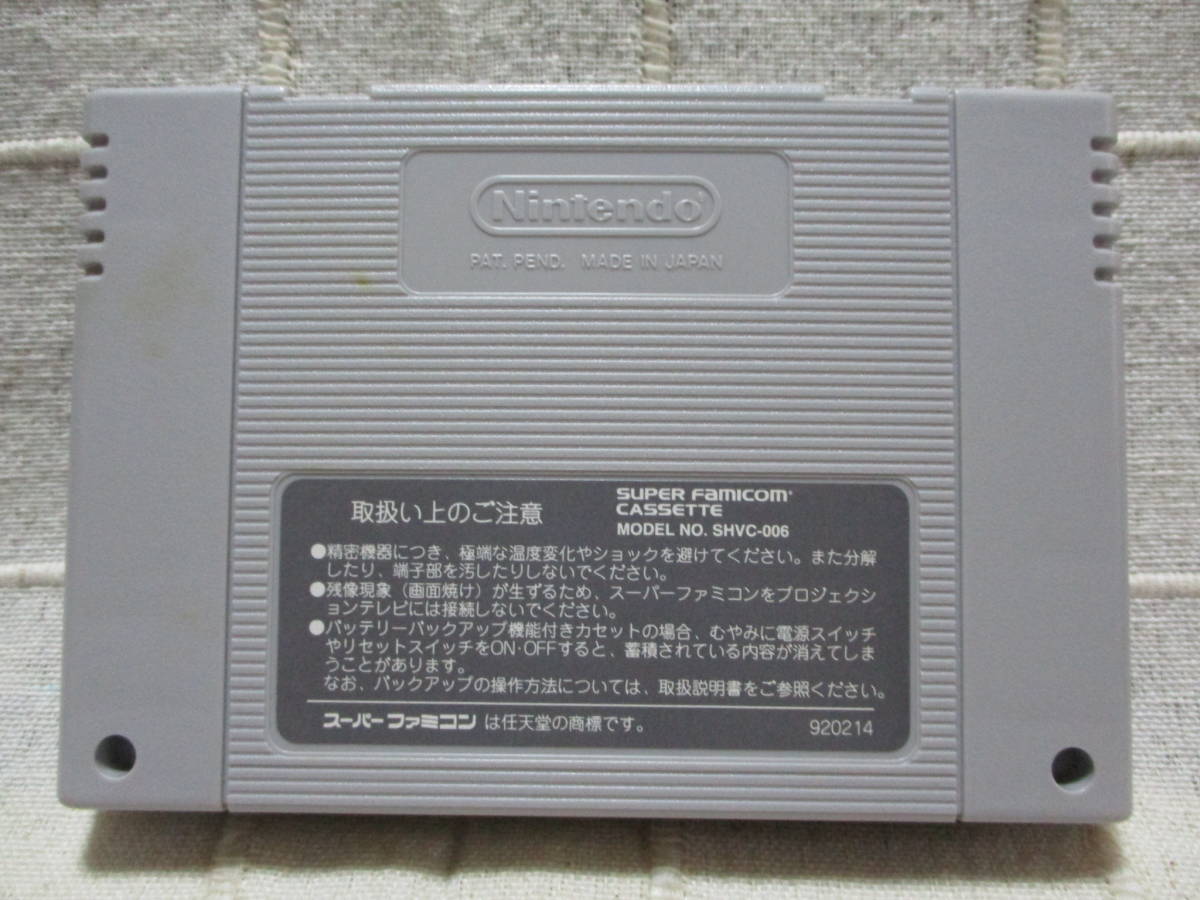 Nintendo
PAT. PEND. MADE IN JAPAN
取扱い上のご注意
SUPER FAMICOM
CASSETTE
MODEL NO. SHVC-006
●精密機器につき、極端な温度変化やショックを避けてください。また分解
したり、端子部を汚したりしないでください。
●残像現象（画面焼け）が生ずるため、スーパーファミコンをプロジェクシ
ョンテレビには接続しないでください。
●バッテリーバックアップ機能付きカセットの場合、むやみに電源スイッチ
やリセットスイッチをON・OFFすると、蓄積されている内容が消えてしま
うことがあります。
なお、バックアップの操作方法については、取扱説明書をご参照ください。
スーパーファミコン は任天堂の商標です。
920214